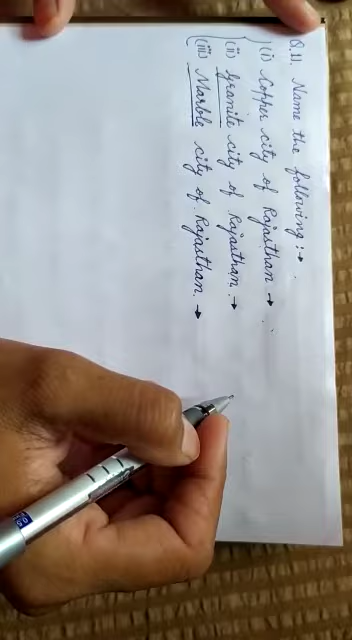 Q.11. Name the following :→
(i) Copper city of Rajasthan →
(ii) Granite city of Rajasthan. →
(iii) Marble city of Rajasthan. →